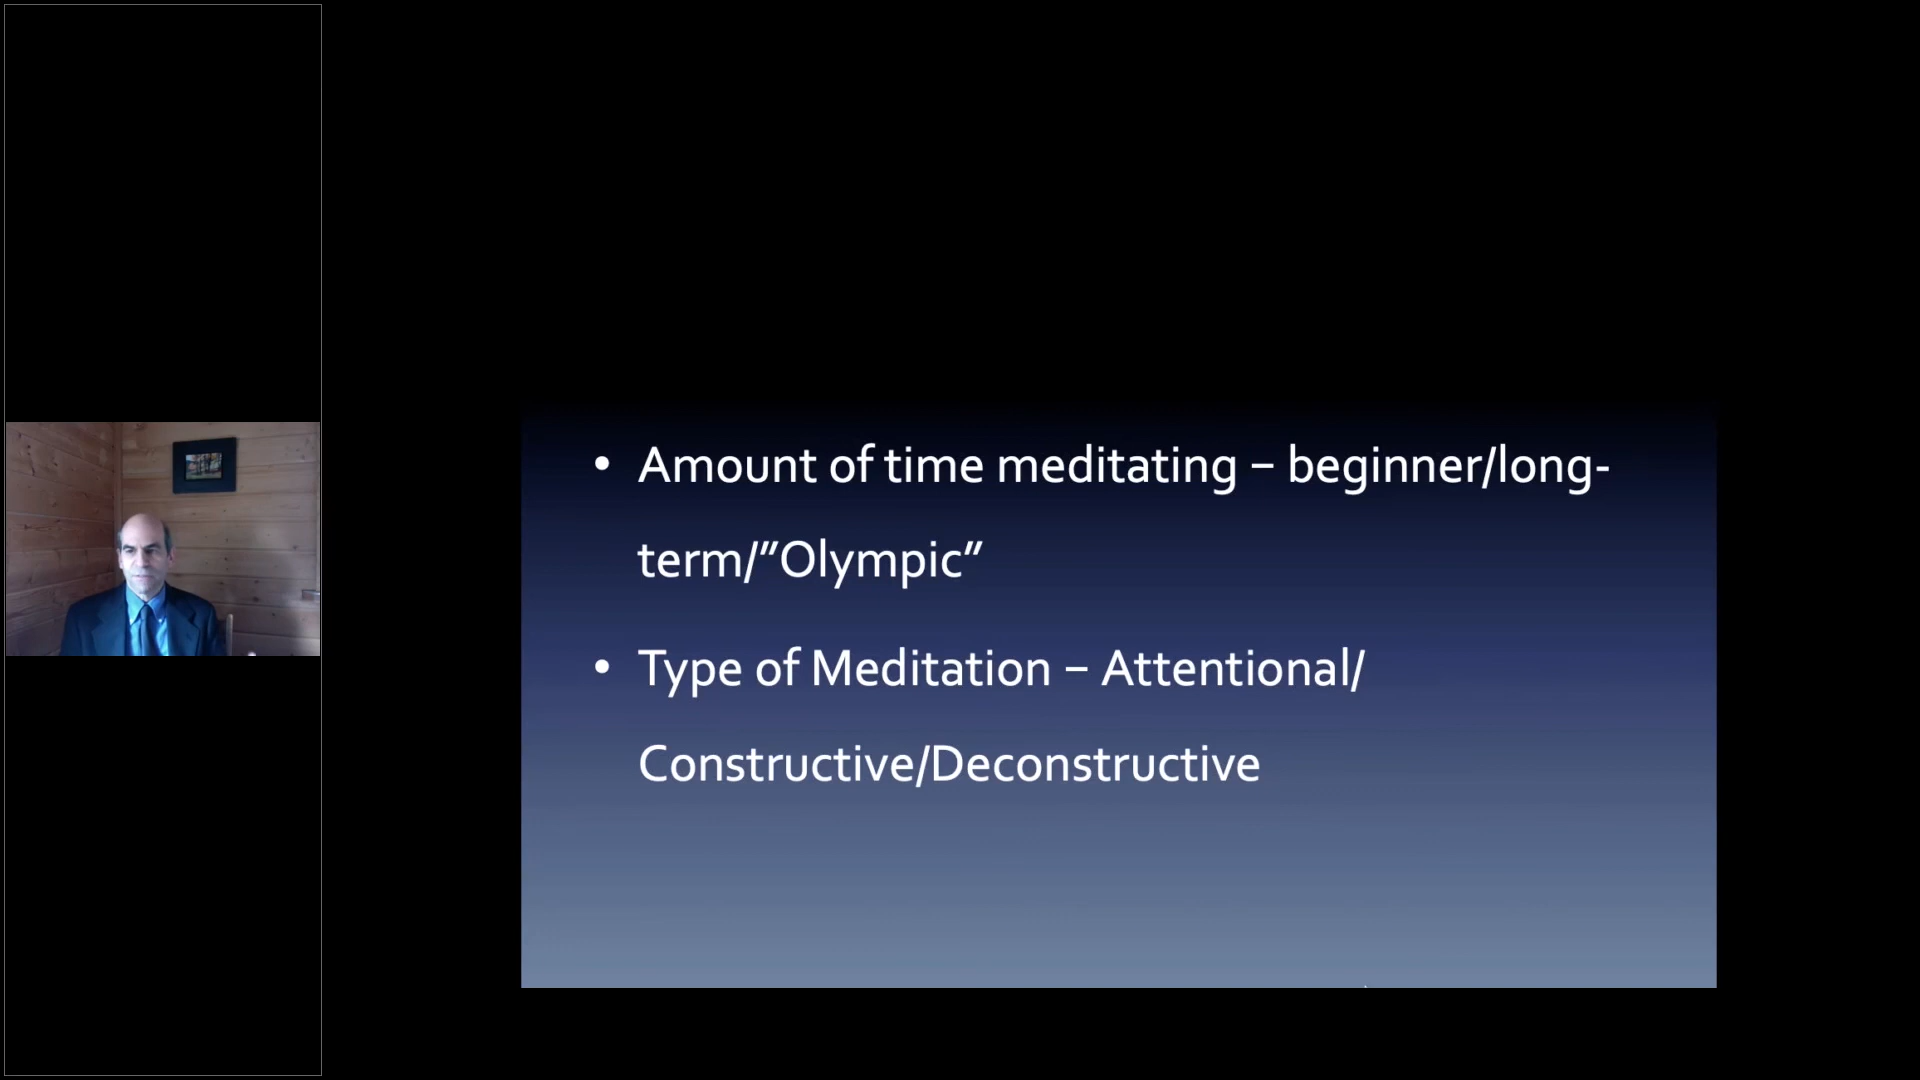 • Amount of time meditating – beginner/long-
term/”Olympic”
• Type of Meditation – Attentional/
Constructive/Deconstructive